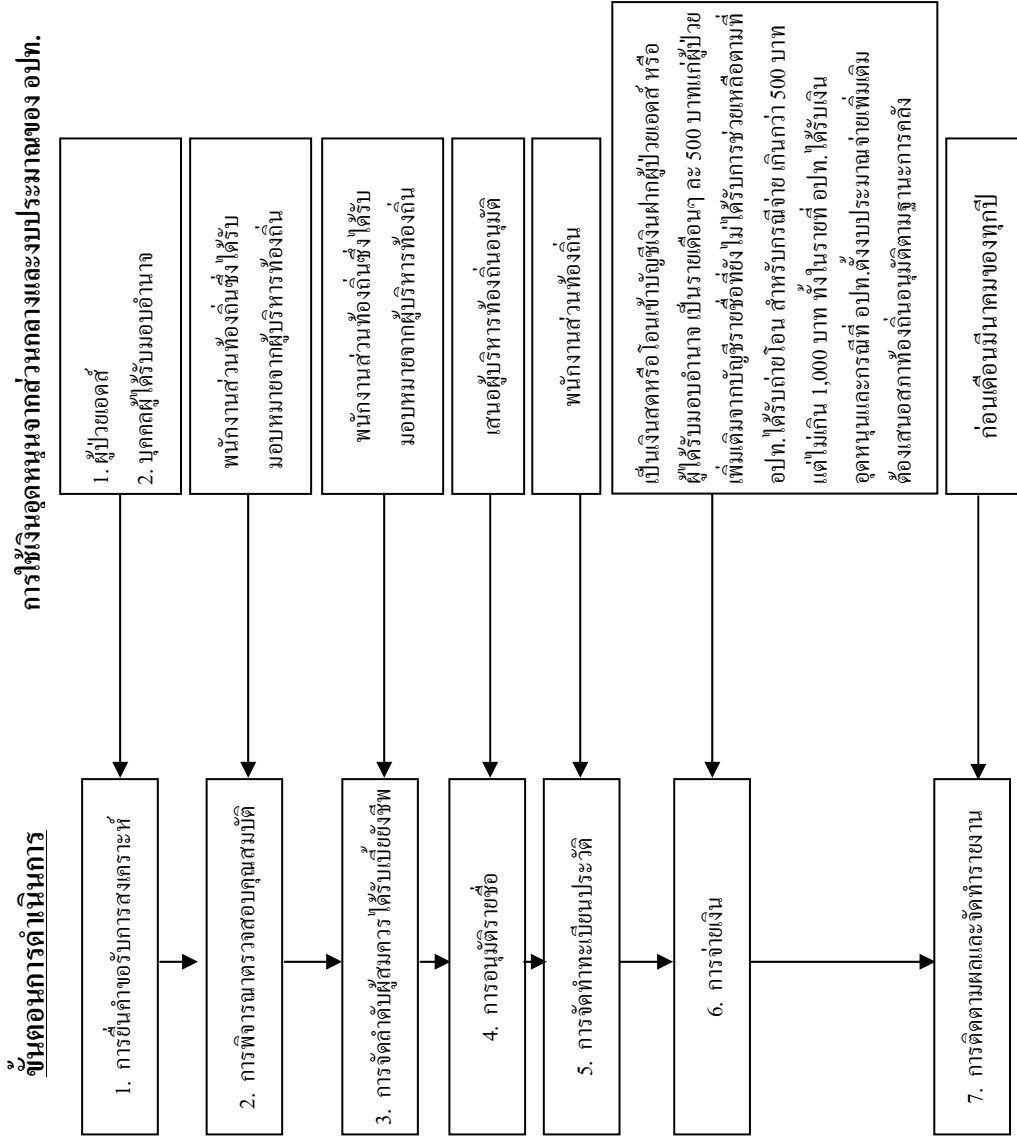 ขั้นตอนการดำเนินการ
การใช้เงินอุดหนุนจากส่วนกลางและงบประมาณของ อปท.
1. การยื่นคำขอรับการสงเคราะห์
1. ผู้ป่วยเอดส์
2. บุคคลผู้ได้รับมอบอำนาจ
2. การพิจารณาตรวจสอบคุณสมบัติ
พนักงานส่วนท้องถิ่นซึ่งได้รับ
มอบหมายจากผู้บริหารท้องถิ่น
3. การจัดลำดับผู้สมควรได้รับเบี้ยยังชีพ
พนักงานส่วนท้องถิ่นซึ่งได้รับ
มอบหมายจากผู้บริหารท้องถิ่น
4. การอนุมัติรายชื่อ
เสนอผู้บริหารท้องถิ่นอนุมัติ
5. การจัดทำทะเบียนประวัติ
พนักงานส่วนท้องถิ่น
6. การจ่ายเงิน
เป็นเงินสดหรือโอนเข้าบัญชีเงินฝากผู้ป่วยเอดส์ หรือ
ผู้ได้รับมอบอำนาจ เป็นรายเดือนๆ ละ 500 บาทแก่ผู้ป่วย
เพิ่มเติมจากบัญชีรายชื่อที่ยังไม่ได้รับการช่วยเหลือตามที่
อปท.ได้รับถ่ายโอน สำหรับกรณีจ่าย เกินกว่า 500 บาท
แต่ไม่เกิน 1,000 บาท ทั้งในรายที่ อปท. ได้รับเงิน
อุดหนุนและกรณีที่ อปท.ตั้งงบประมาณจ่ายเพิ่มเติม
ต้องเสนอสภาท้องถิ่นอนุมัติตามฐานะการคลัง
7. การติดตามผลและจัดทำรายงาน
ก่อนเดือนมีนาคมของทุกปี